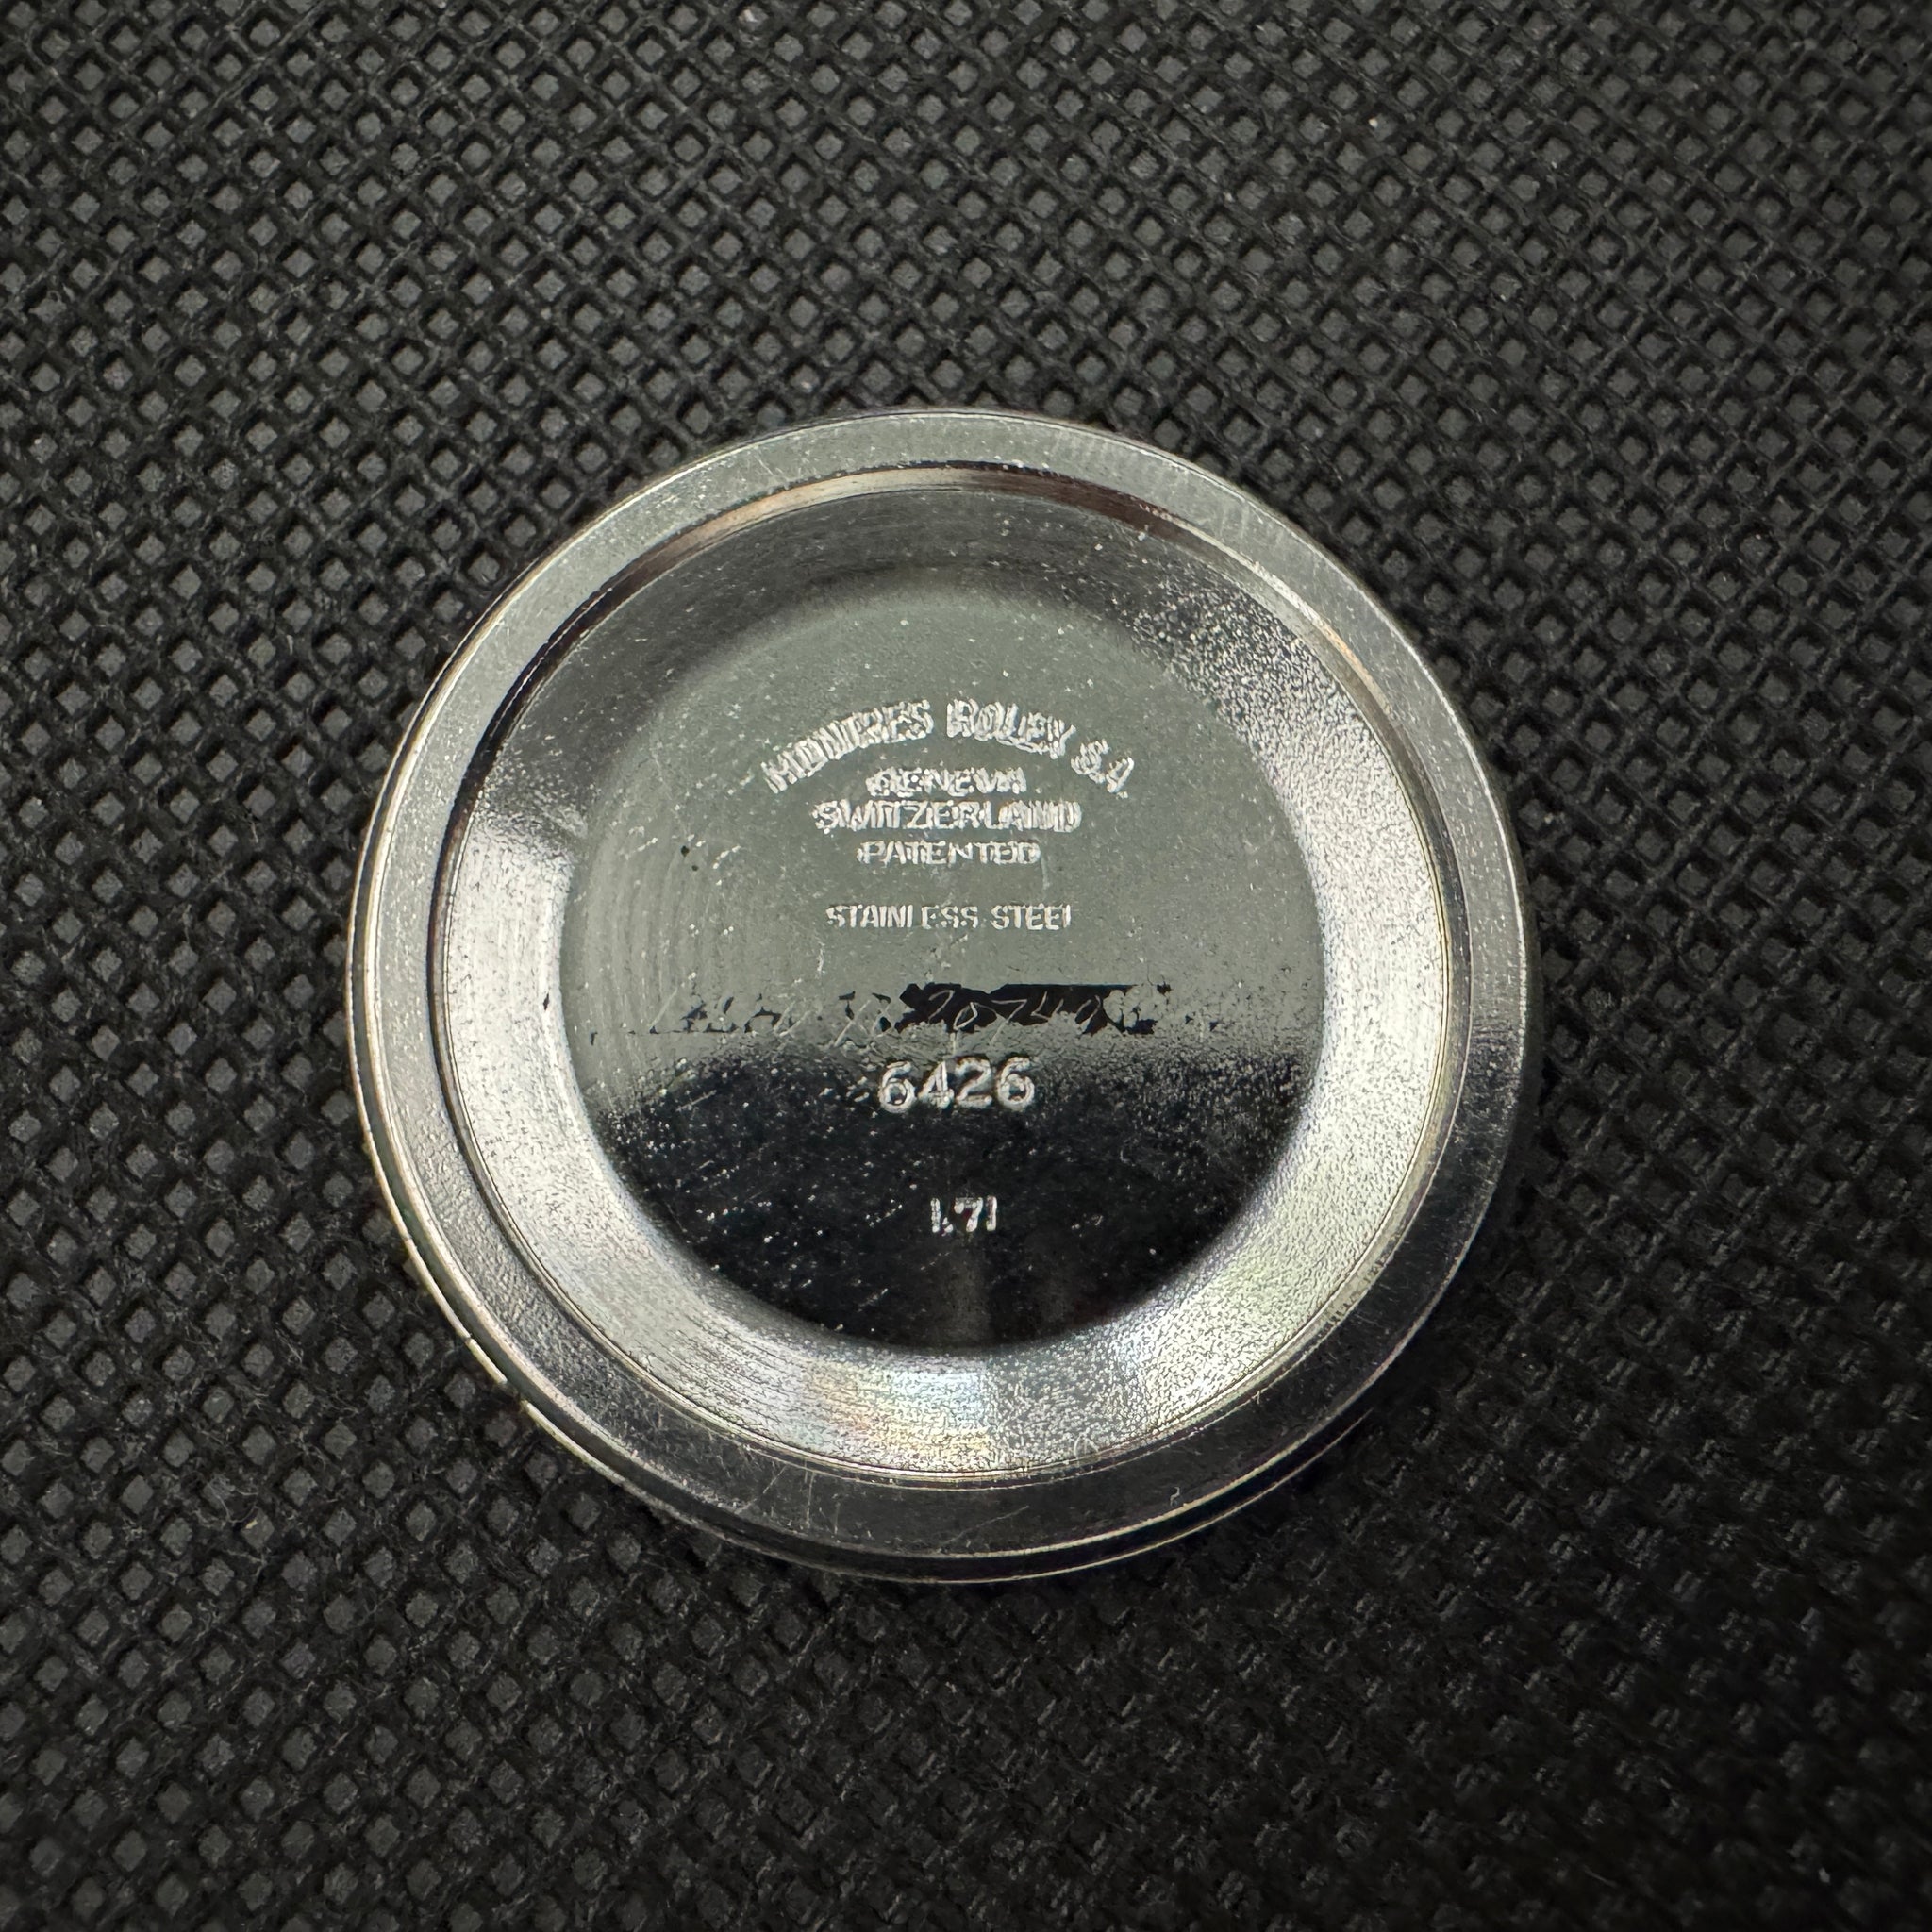 MONTRES ROLEX S.A.
GENEVA
SWITZERLAND
PATENTED
STAINLESS STEEL
6426
I.71